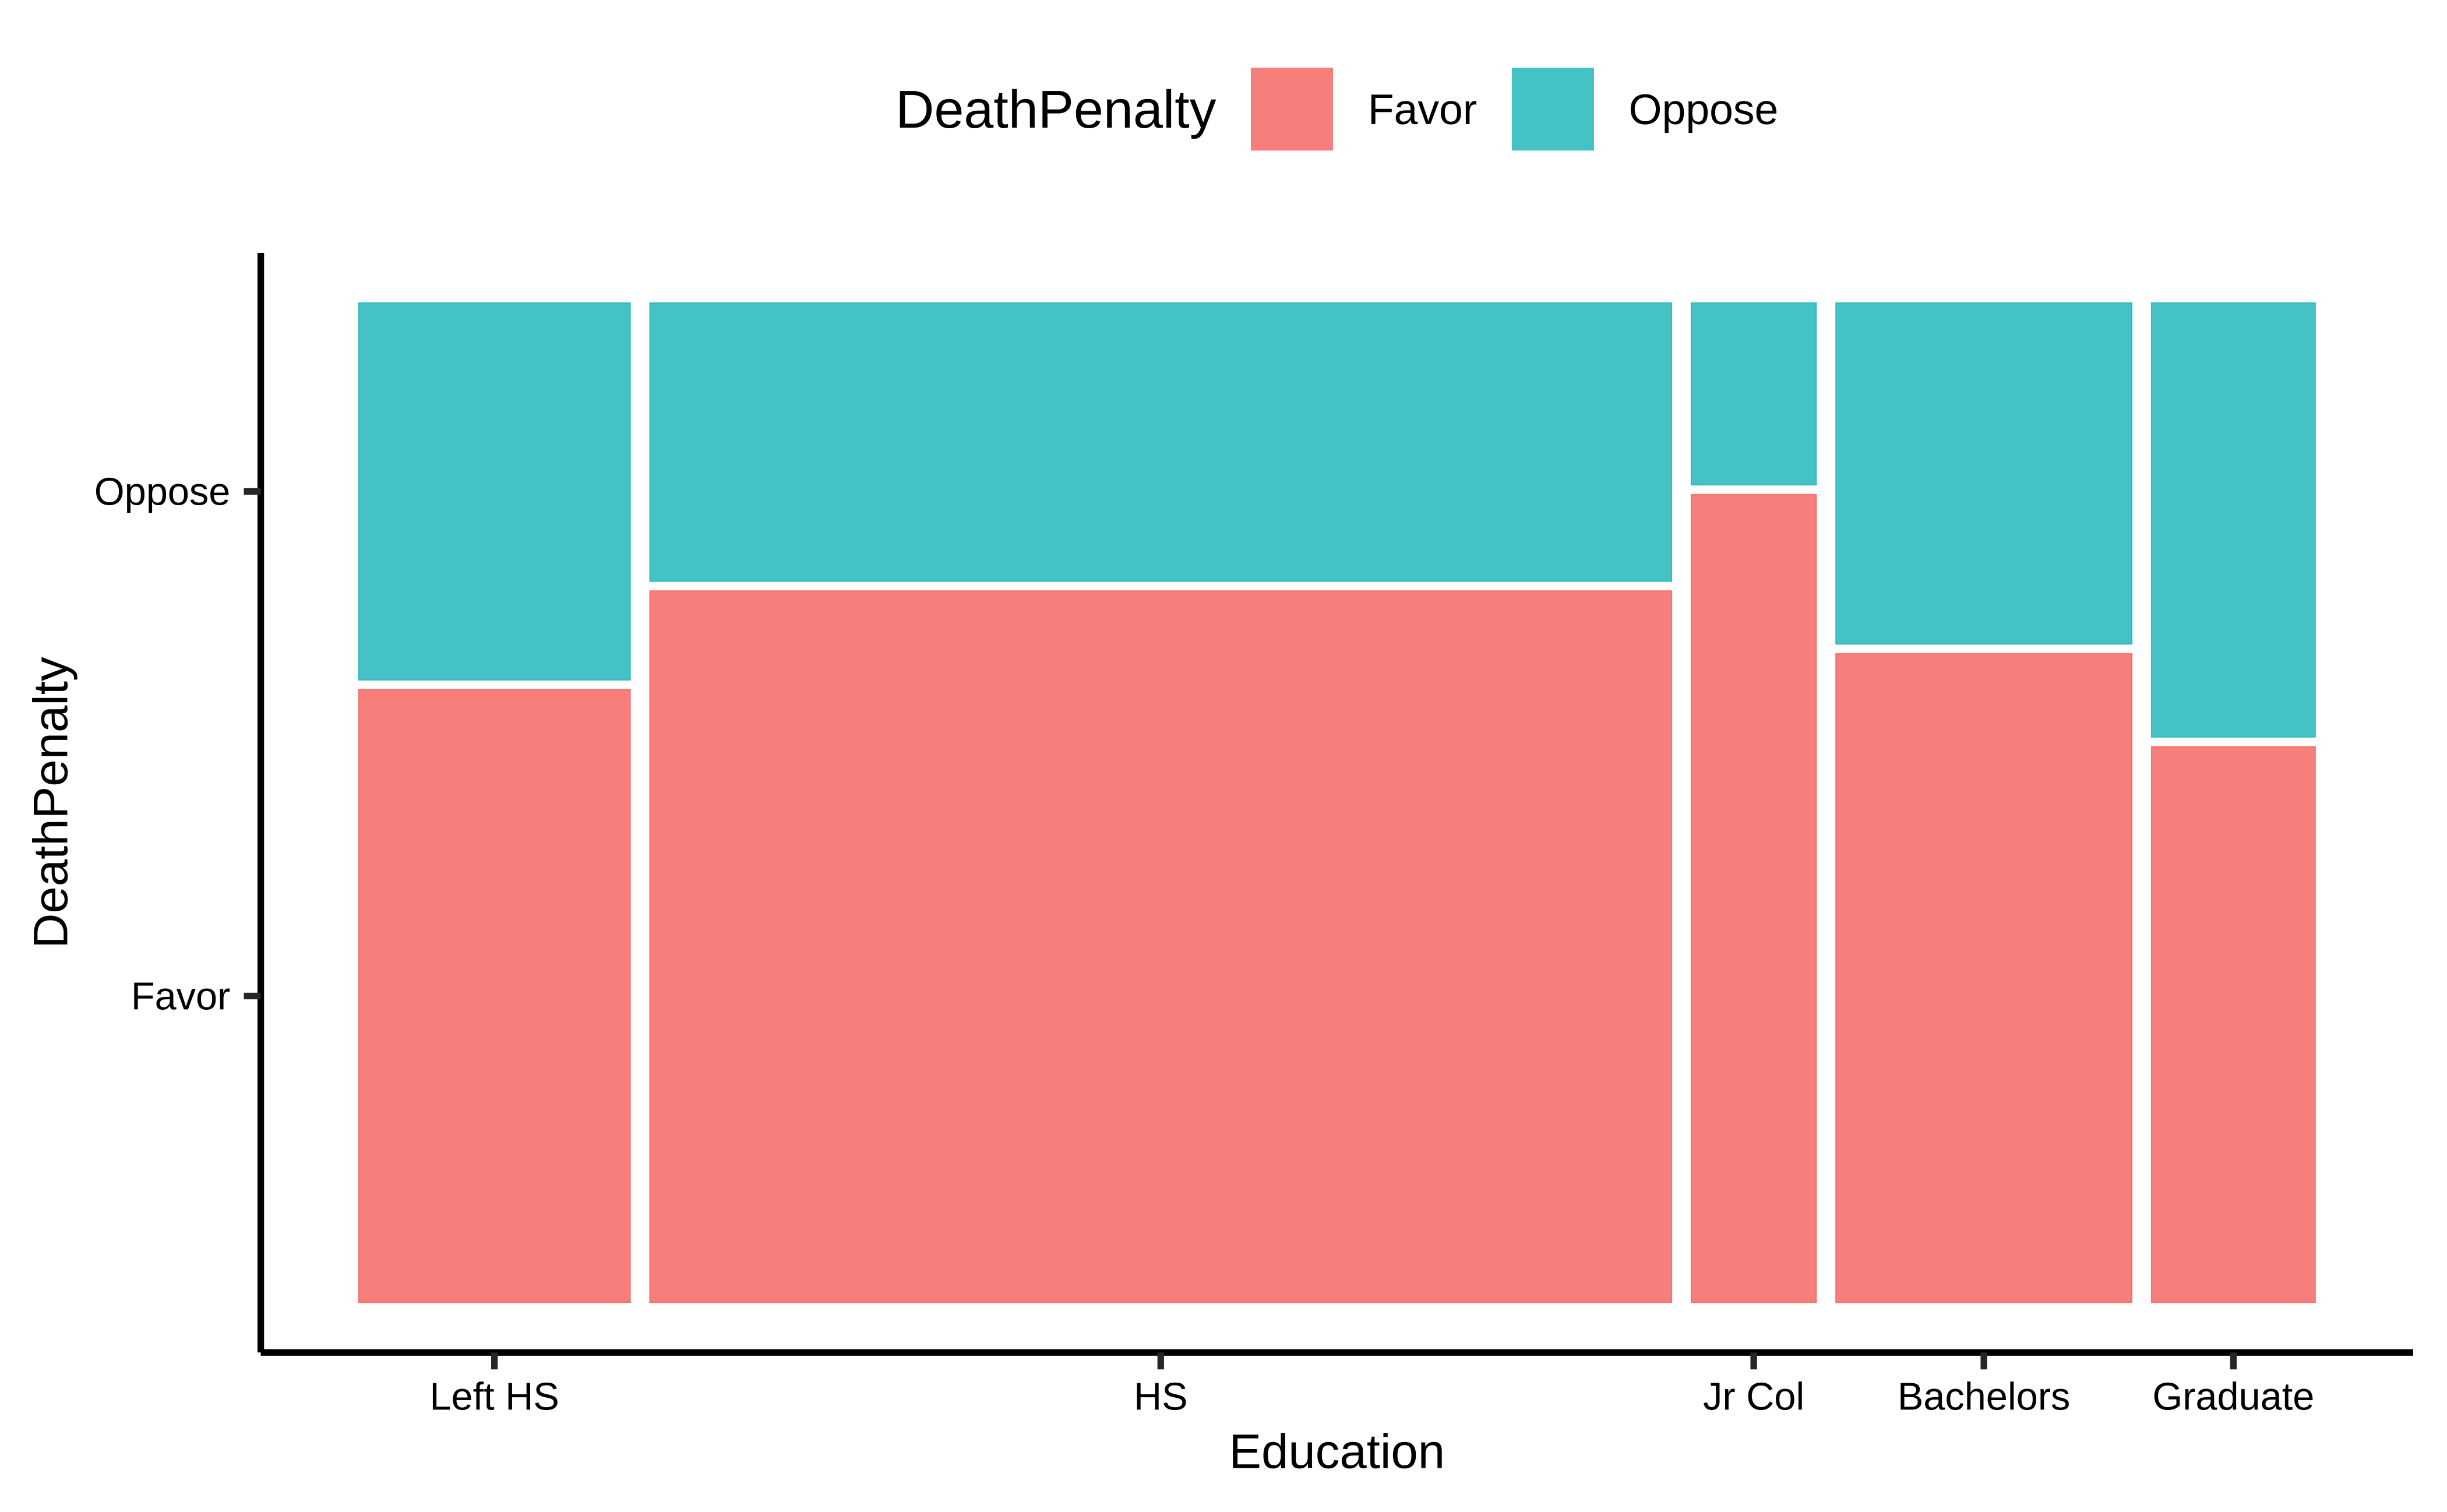 DeathPenalty Favor Oppose
DeathPenalty
Oppose
Favor
Left HS HS Jr Col Bachelors Graduate
Education